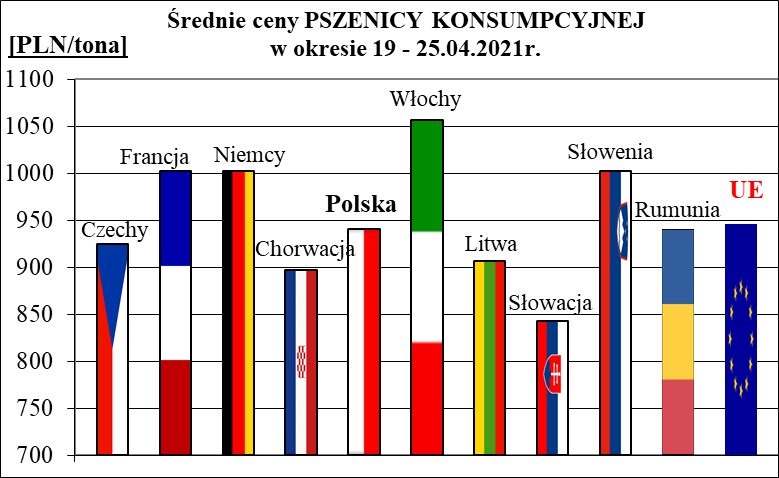 Średnie ceny PSZENICY KONSUMPCYJNEJ
w okresie 19 - 25.04.2021r.
[PLN/tona]
1100
1050
1000
950
900
850
800
750
700
Czechy
Francja
Niemcy
Chorwacja
Polska
Włochy
Litwa
Słowacja
Słowenia
Rumunia
UE